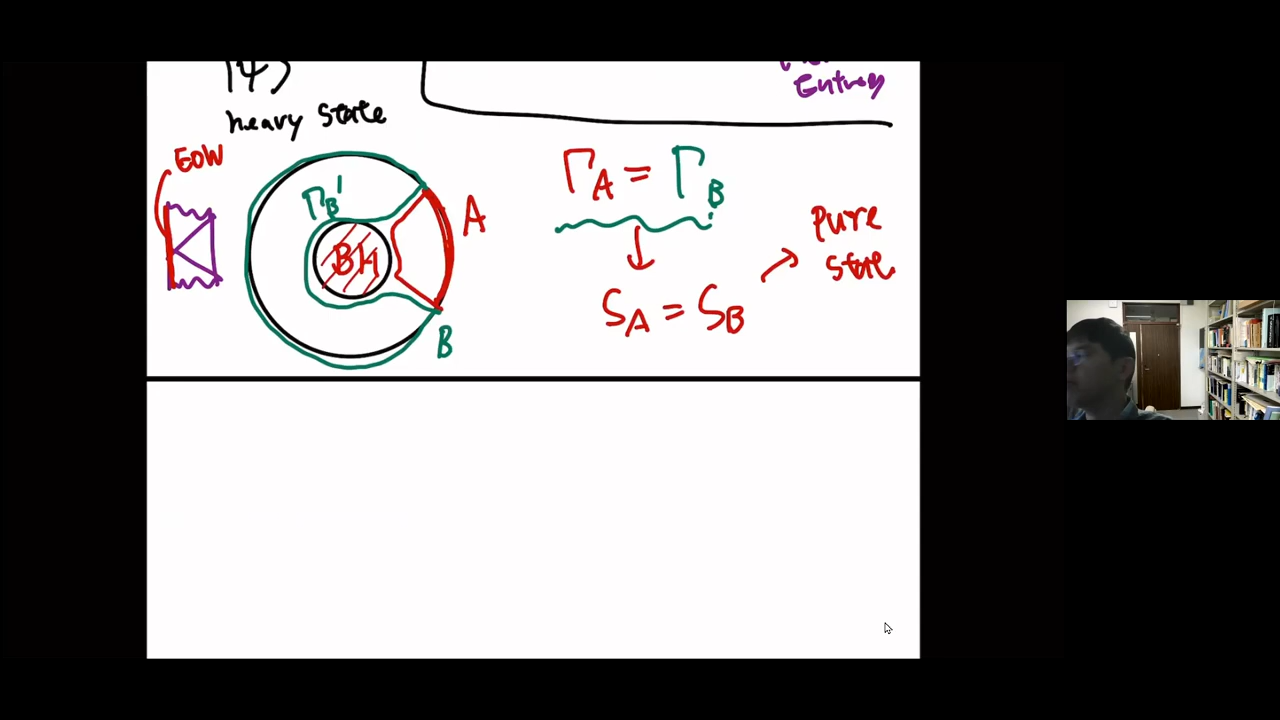 |ψ⟩
heavy state
Entropy
EOW
Γ_B'
A
BH
B
Γ_A = Γ_B
S_A = S_B
Pure
state